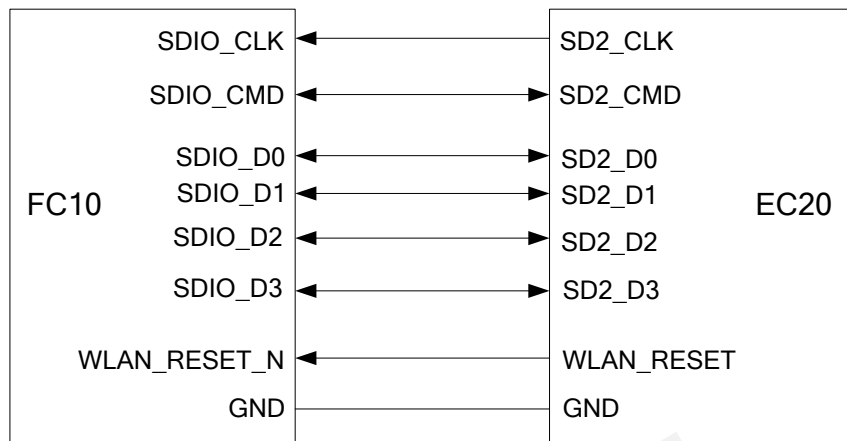 SDIO_CLK SD2_CLK
SDIO_CMD SD2_CMD
SDIO_D0 SD2_D0
SDIO_D1 SD2_D1
FC10 EC20
SDIO_D2 SD2_D2
SDIO_D3 SD2_D3
WLAN_RESET_N WLAN_RESET
GND GND